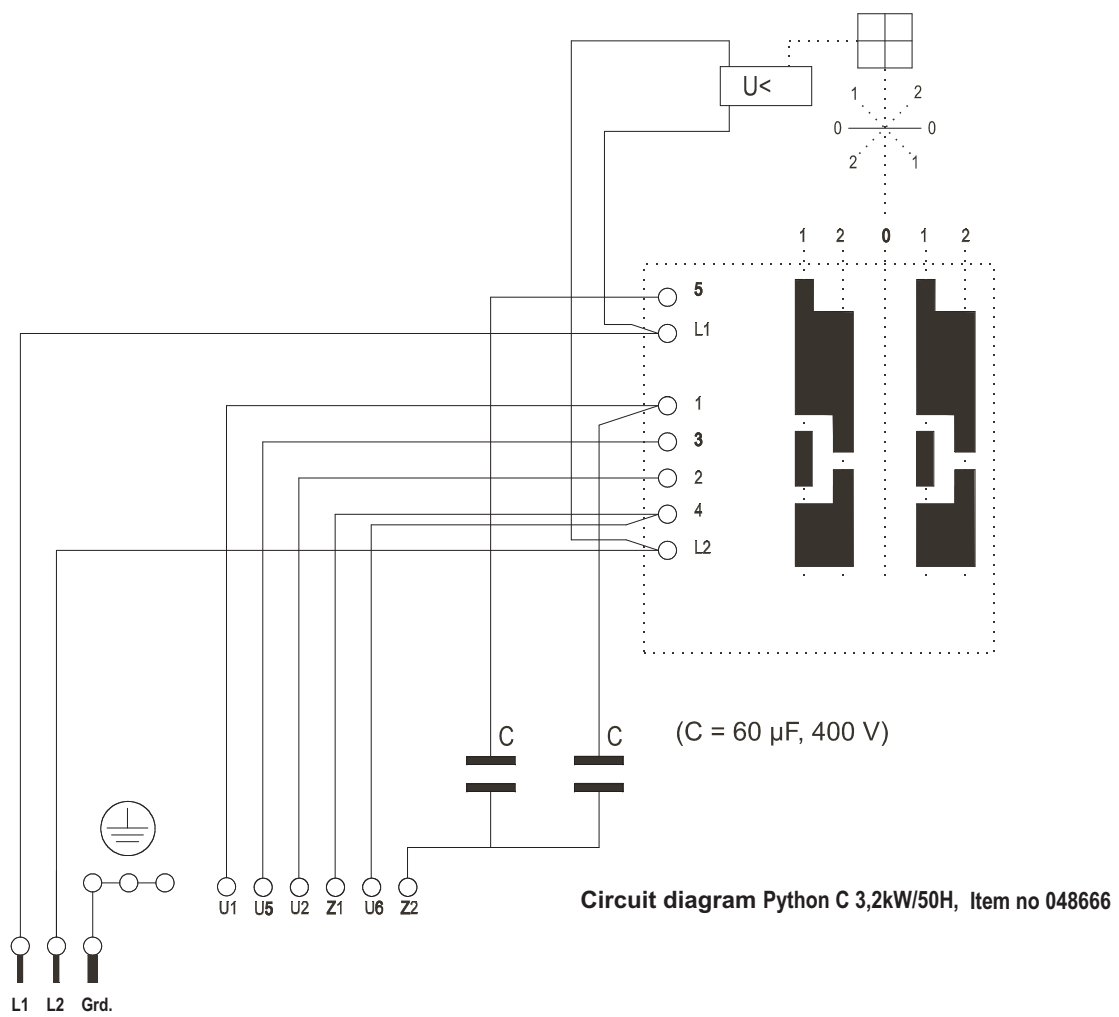 U<
1 2
0 0
2 1
1 2 0 1 2
5
L1
1
3
2
4
L2
C C (C = 60 µF, 400 V)
U1 U5 U2 Z1 U6 Z2
Circuit diagram Python C 3,2kW/50H, Item no 048666
L1 L2 Grd.